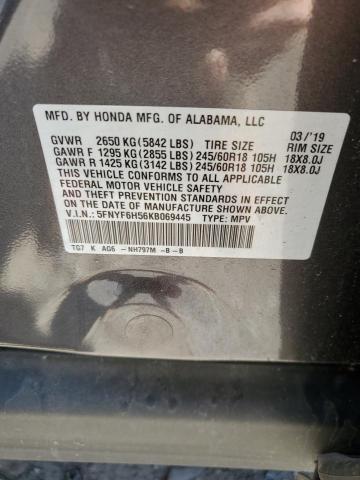 MFD. BY HONDA MFG. OF ALABAMA, LLC 03/'19
GVWR 2650 KG (5842 LBS) TIRE SIZE RIM SIZE
GAWR F 1295 KG (2855 LBS) 245/60R18 105H 18X8.0J
GAWR R 1425 KG (3142 LBS) 245/60R18 105H 18X8.0J
THIS VEHICLE CONFORMS TO ALL APPLICABLE
FEDERAL MOTOR VEHICLE SAFETY
AND THEFT PREVENTION STANDARDS IN EFFECT ON THE
DATE OF MANUFACTURE SHOWN ABOVE.
V.I.N.: 5FNYF6H56KB069445 TYPE: MPV
TG7 K AG6 -NH797M -B-B